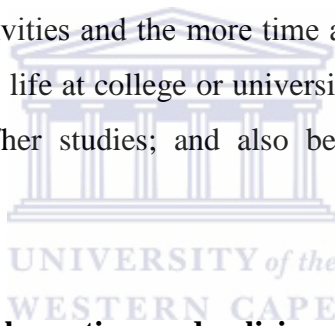 vities and the more time a
life at college or universi
her studies; and also be
UNIVERSITY of the
WESTERN CAPE